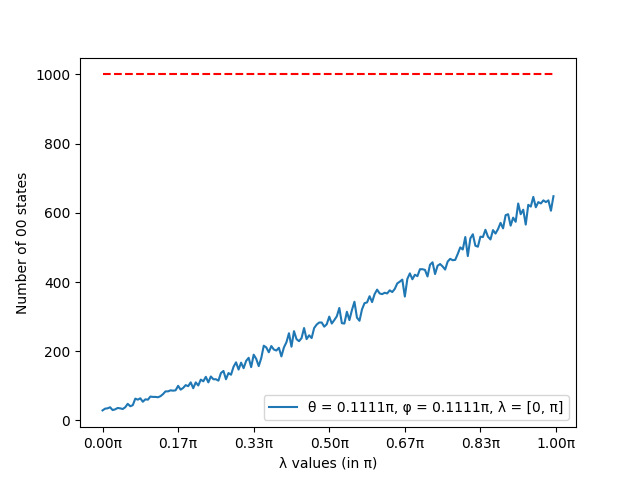 1000
800
600
400
200
0
Number of 00 states
θ = 0.1111π, φ = 0.1111π, λ = [0, π]
0.00π 0.17π 0.33π 0.50π 0.67π 0.83π 1.00π
λ values (in π)